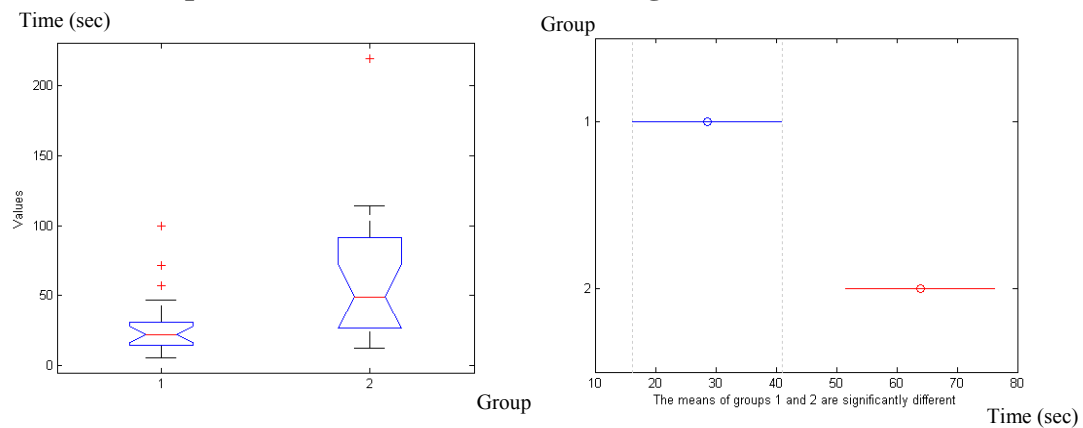 Time (sec)
Values
200
150
100
50
0
1
2
Group
Group
1
2
10 20 30 40 50 60 70 80
The means of groups 1 and 2 are significantly different
Time (sec)